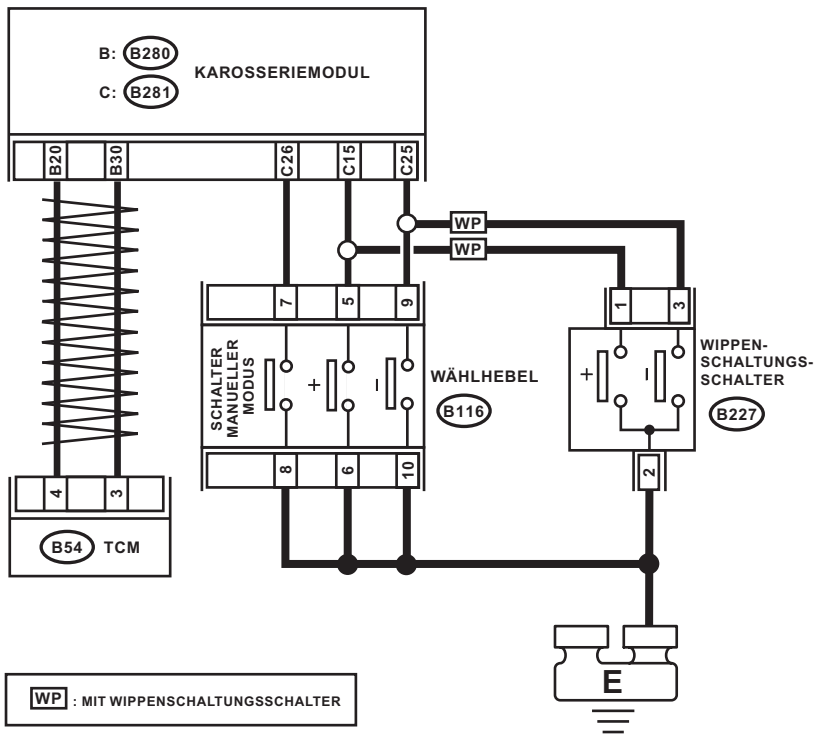 B: B280
KAROSSERIEMODUL
C: B281
B20
B30
C26
C15
C25
WP
WP
7
5
9
1
3
SCHALTER
MANUELLER
MODUS
+
−
WÄHLHEBEL
B116
+
−
WIPPEN-
SCHALTUNGS-
SCHALTER
B227
8
6
10
2
4
3
B54 TCM
E
WP : MIT WIPPENSCHALTUNGSSCHALTER